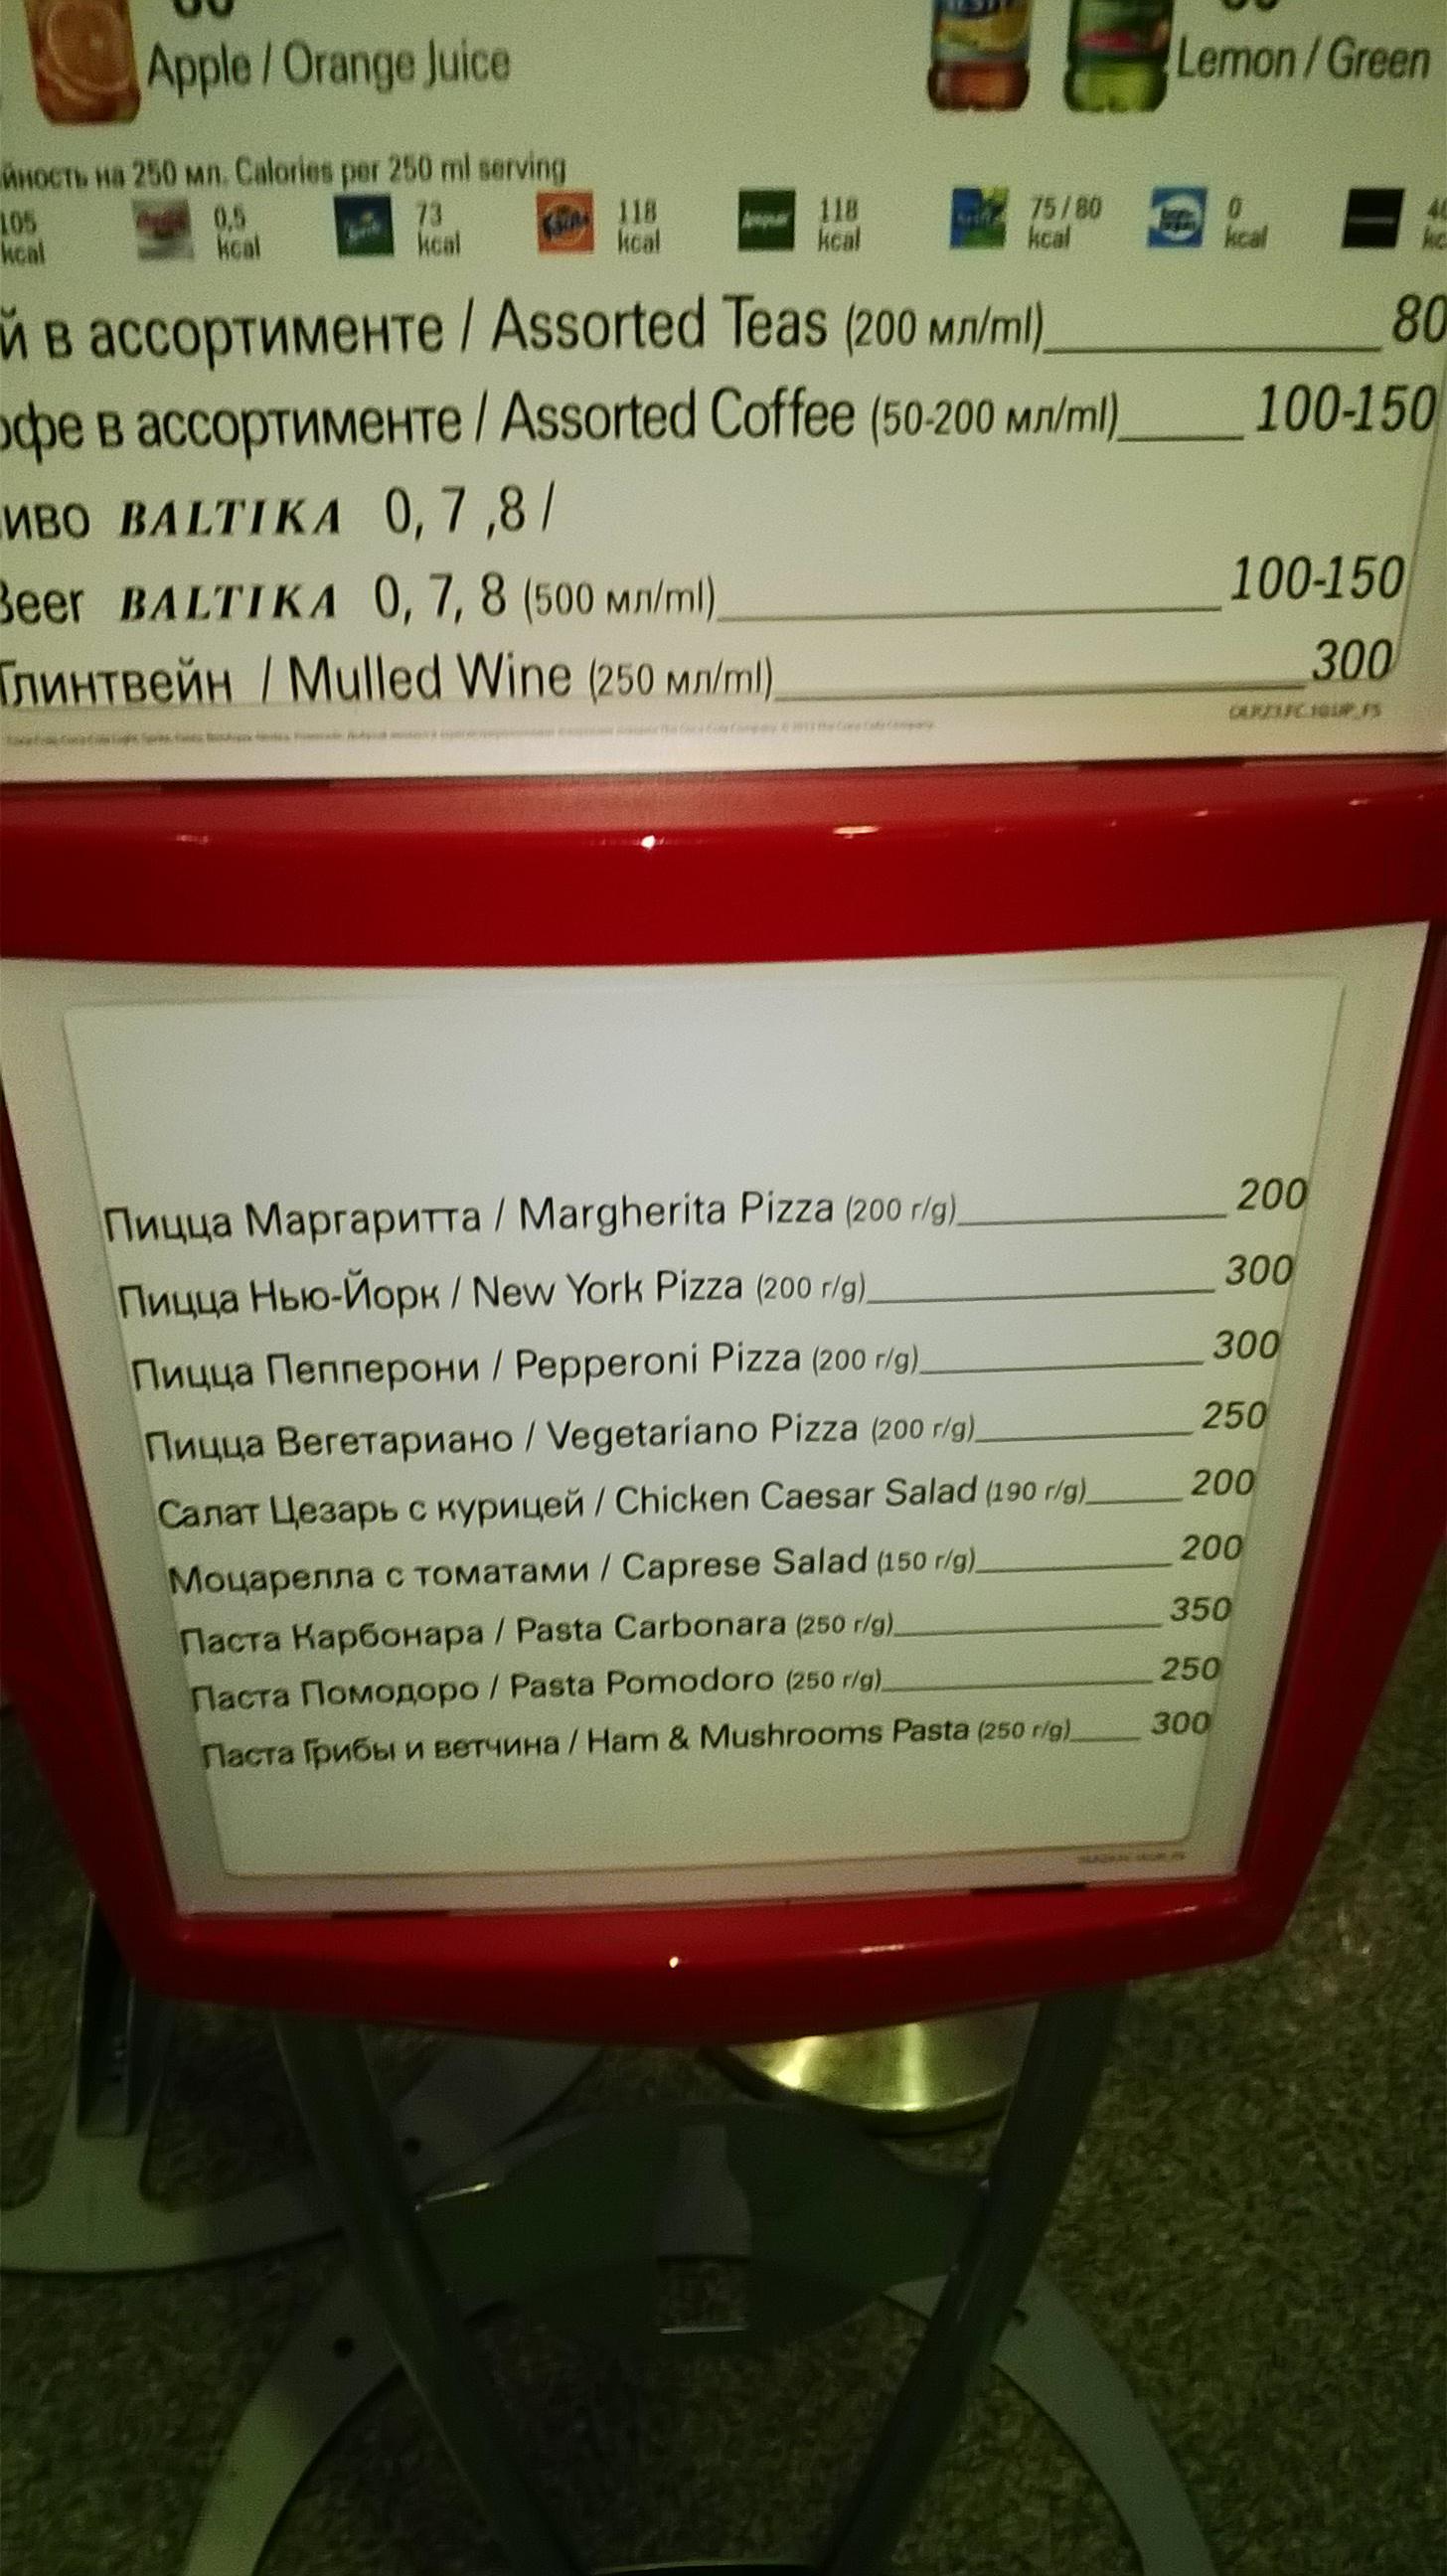 Apple / Orange Juice
Lemon / Green
на 250 мл. Calories per 250 ml serving
105 kcal 0,5 kcal 73 kcal 118 kcal 118 kcal 75 / 80 kcal 0 kcal
в ассортименте / Assorted Teas (200 мл/ml) 80
в ассортименте / Assorted Coffee (50-200 мл/ml) 100-150
BALTIKA 0, 7 ,8 /
Beer BALTIKA 0, 7, 8 (500 мл/ml) 100-150
Глинтвейн / Mulled Wine (250 мл/ml) 300
Пицца Маргаритта / Margherita Pizza (200 г/g) 200
Пицца Нью-Йорк / New York Pizza (200 г/g) 300
Пицца Пепперони / Pepperoni Pizza (200 г/g) 300
Пицца Вегетариано / Vegetariano Pizza (200 г/g) 250
Салат Цезарь с курицей / Chicken Caesar Salad (190 г/g) 200
Моцарелла с томатами / Caprese Salad (150 г/g) 200
Паста Карбонара / Pasta Carbonara (250 г/g) 350
Паста Помодоро / Pasta Pomodoro (250 г/g) 250
Паста Грибы и ветчина / Ham & Mushrooms Pasta (250 г/g) 300